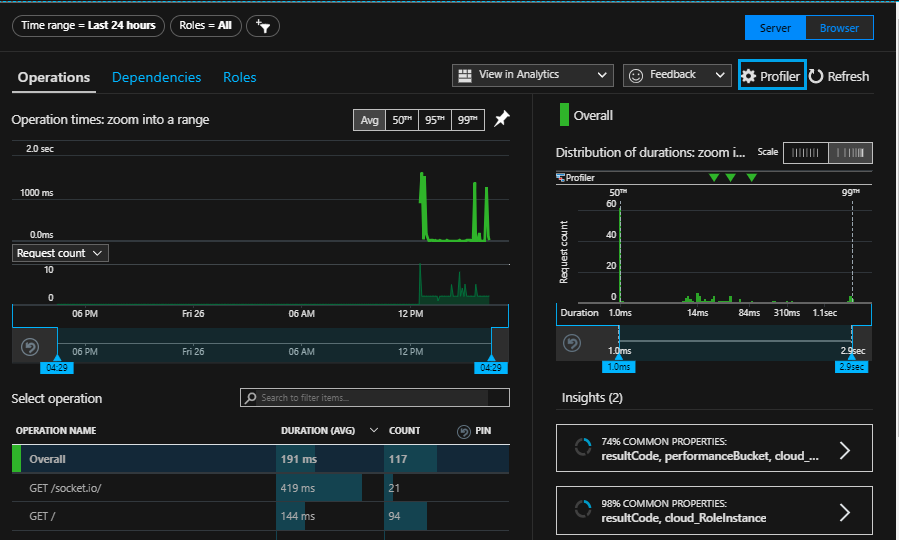 Time range = Last 24 hours
Roles = All
Server
Browser
Operations
Dependencies
Roles
View in Analytics
Feedback
Profiler
Refresh
Operation times: zoom into a range
Avg
50TH
95TH
99TH
2.0 sec
1000 ms
0.0ms
Request count
10
0
06 PM
Fri 26
06 AM
12 PM
06 PM
Fri 26
06 AM
12 PM
04:29
04:29
Select operation
Search to filter items...
OPERATION NAME
DURATION (AVG)
COUNT
PIN
Overall
191 ms
117
GET /socket.io/
419 ms
21
GET /
144 ms
94
Overall
Distribution of durations: zoom i...
Scale
Profiler
50TH
99TH
Request count
60
40
20
0
Duration
1.0ms
14ms
84ms
310ms
1.1sec
1.0ms
2.9sec
1.0ms
2.9sec
Insights (2)
74% COMMON PROPERTIES:
resultCode, performanceBucket, cloud_...
98% COMMON PROPERTIES:
resultCode, cloud_RoleInstance